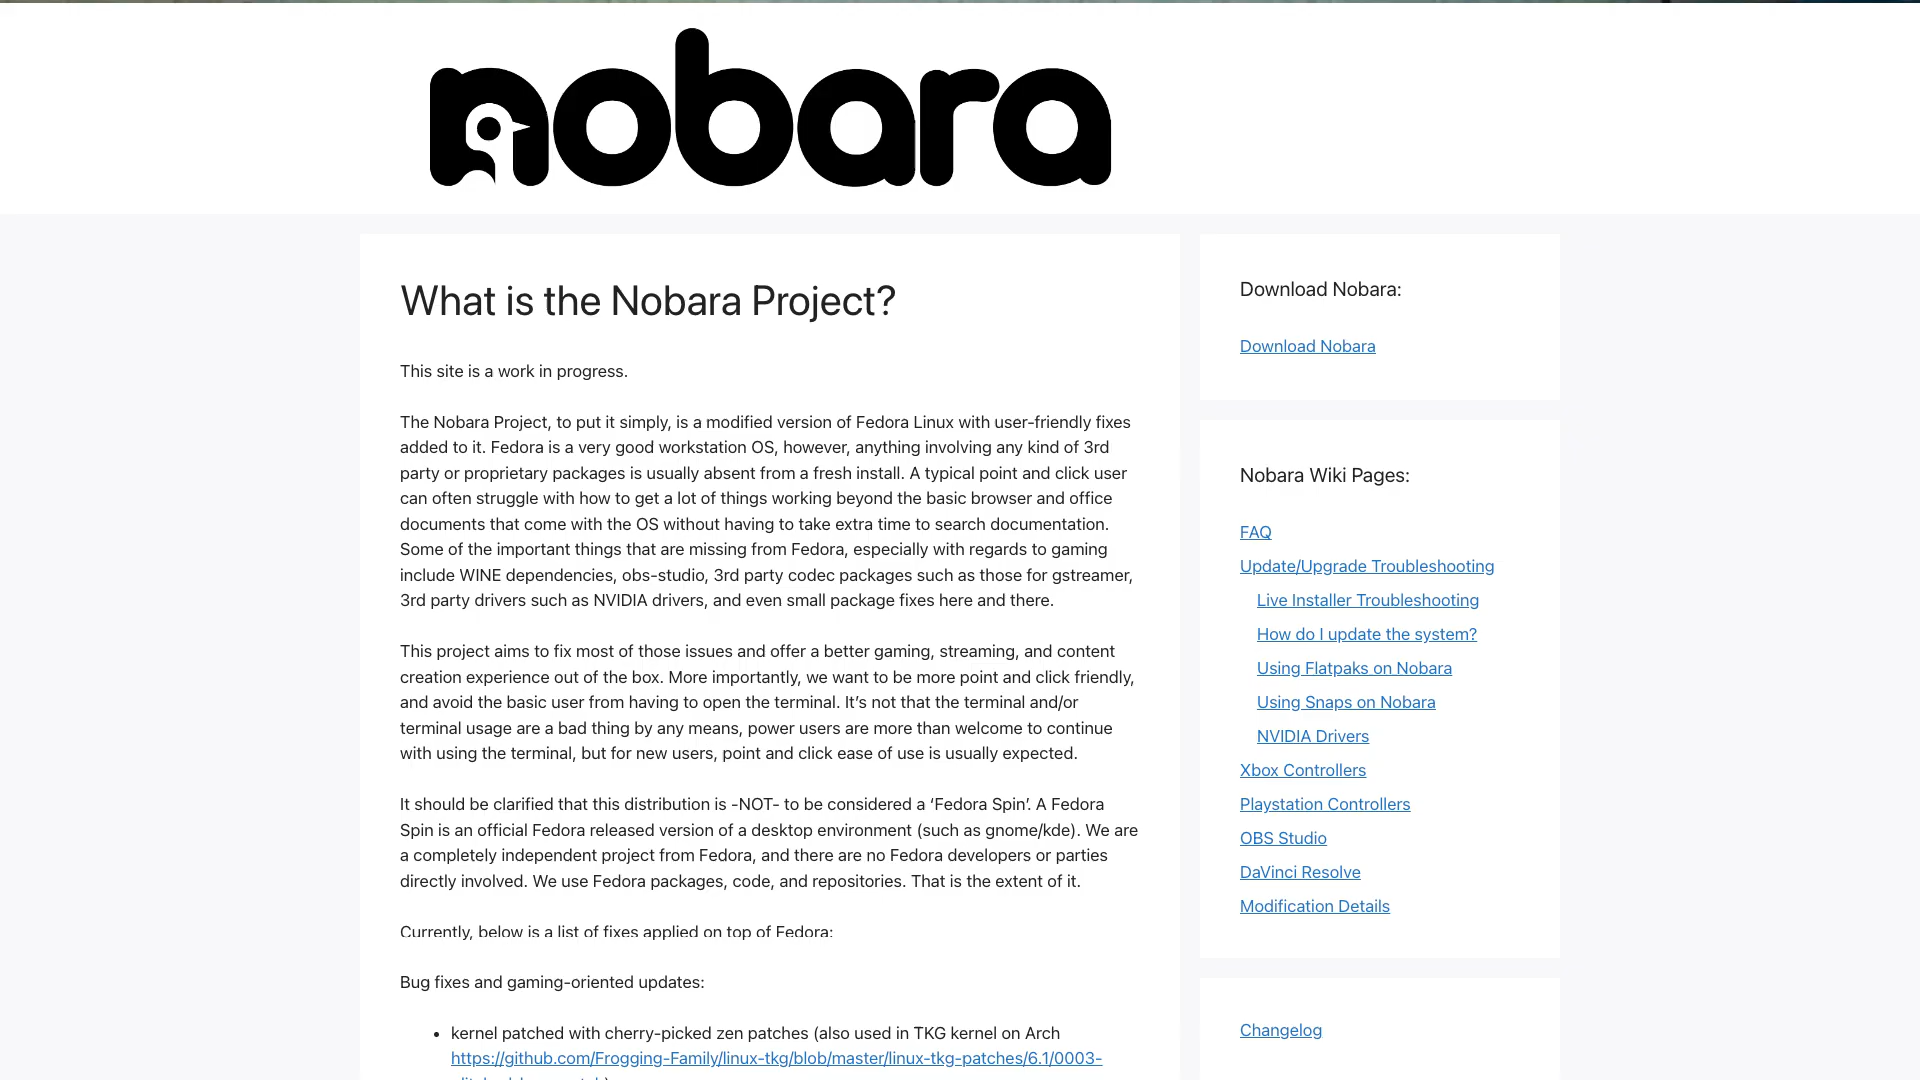 nobara
What is the Nobara Project?
This site is a work in progress.
The Nobara Project, to put it simply, is a modified version of Fedora Linux with user-friendly fixes
added to it. Fedora is a very good workstation OS, however, anything involving any kind of 3rd
party or proprietary packages is usually absent from a fresh install. A typical point and click user
can often struggle with how to get a lot of things working beyond the basic browser and office
documents that come with the OS without having to take extra time to search documentation.
Some of the important things that are missing from Fedora, especially with regards to gaming
include WINE dependencies, obs-studio, 3rd party codec packages such as those for gstreamer,
3rd party drivers such as NVIDIA drivers, and even small package fixes here and there.
This project aims to fix most of those issues and offer a better gaming, streaming, and content
creation experience out of the box. More importantly, we want to be more point and click friendly,
and avoid the basic user from having to open the terminal. It’s not that the terminal and/or
terminal usage are a bad thing by any means, power users are more than welcome to continue
with using the terminal, but for new users, point and click ease of use is usually expected.
It should be clarified that this distribution is -NOT- to be considered a ‘Fedora Spin’. A Fedora
Spin is an official Fedora released version of a desktop environment (such as gnome/kde). We are
a completely independent project from Fedora, and there are no Fedora developers or parties
directly involved. We use Fedora packages, code, and repositories. That is the extent of it.
Currently, below is a list of fixes applied on top of Fedora:
Bug fixes and gaming-oriented updates:
• kernel patched with cherry-picked zen patches (also used in TKG kernel on Arch
https://github.com/Frogging-Family/linux-tkg/blob/master/linux-tkg-patches/6.1/0003-
Download Nobara:
Download Nobara
Nobara Wiki Pages:
FAQ
Update/Upgrade Troubleshooting
Live Installer Troubleshooting
How do I update the system?
Using Flatpaks on Nobara
Using Snaps on Nobara
NVIDIA Drivers
Xbox Controllers
Playstation Controllers
OBS Studio
DaVinci Resolve
Modification Details
Changelog